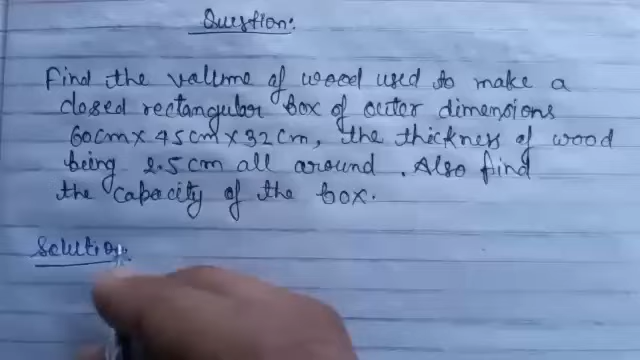 Question:
Find the volume of wood used to make a
closed rectangular box of outer dimensions
60cm x 45cm x 32cm, the thickness of wood
being 2.5cm all around. Also find
the capacity of the box.
Solution: